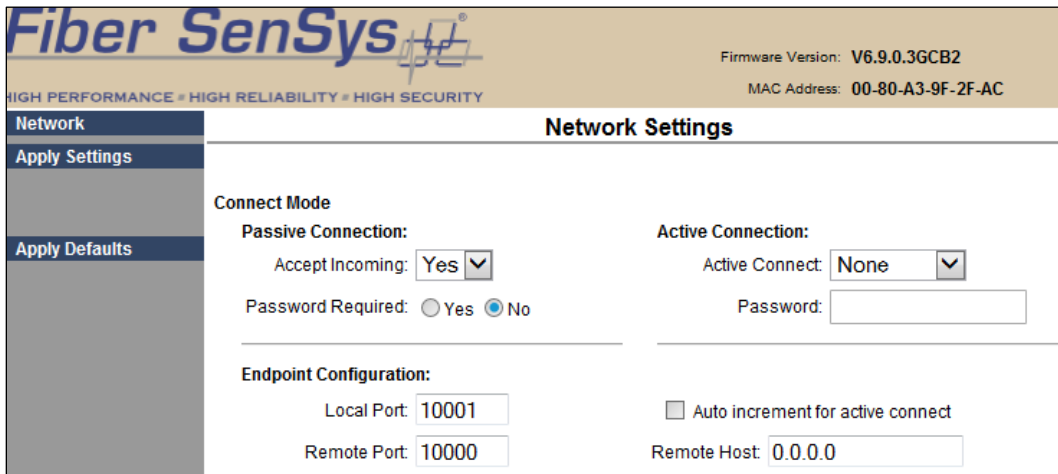 Fiber SenSys®
HIGH PERFORMANCE HIGH RELIABILITY HIGH SECURITY
Firmware Version: V6.9.0.3GCB2
MAC Address: 00-80-A3-9F-2F-AC
Network
Apply Settings
Apply Defaults
Network Settings
Connect Mode
Passive Connection:
Accept Incoming: Yes
Password Required: Yes No
Active Connection:
Active Connect: None
Password:
Endpoint Configuration:
Local Port: 10001
Auto increment for active connect
Remote Port: 10000
Remote Host: 0.0.0.0